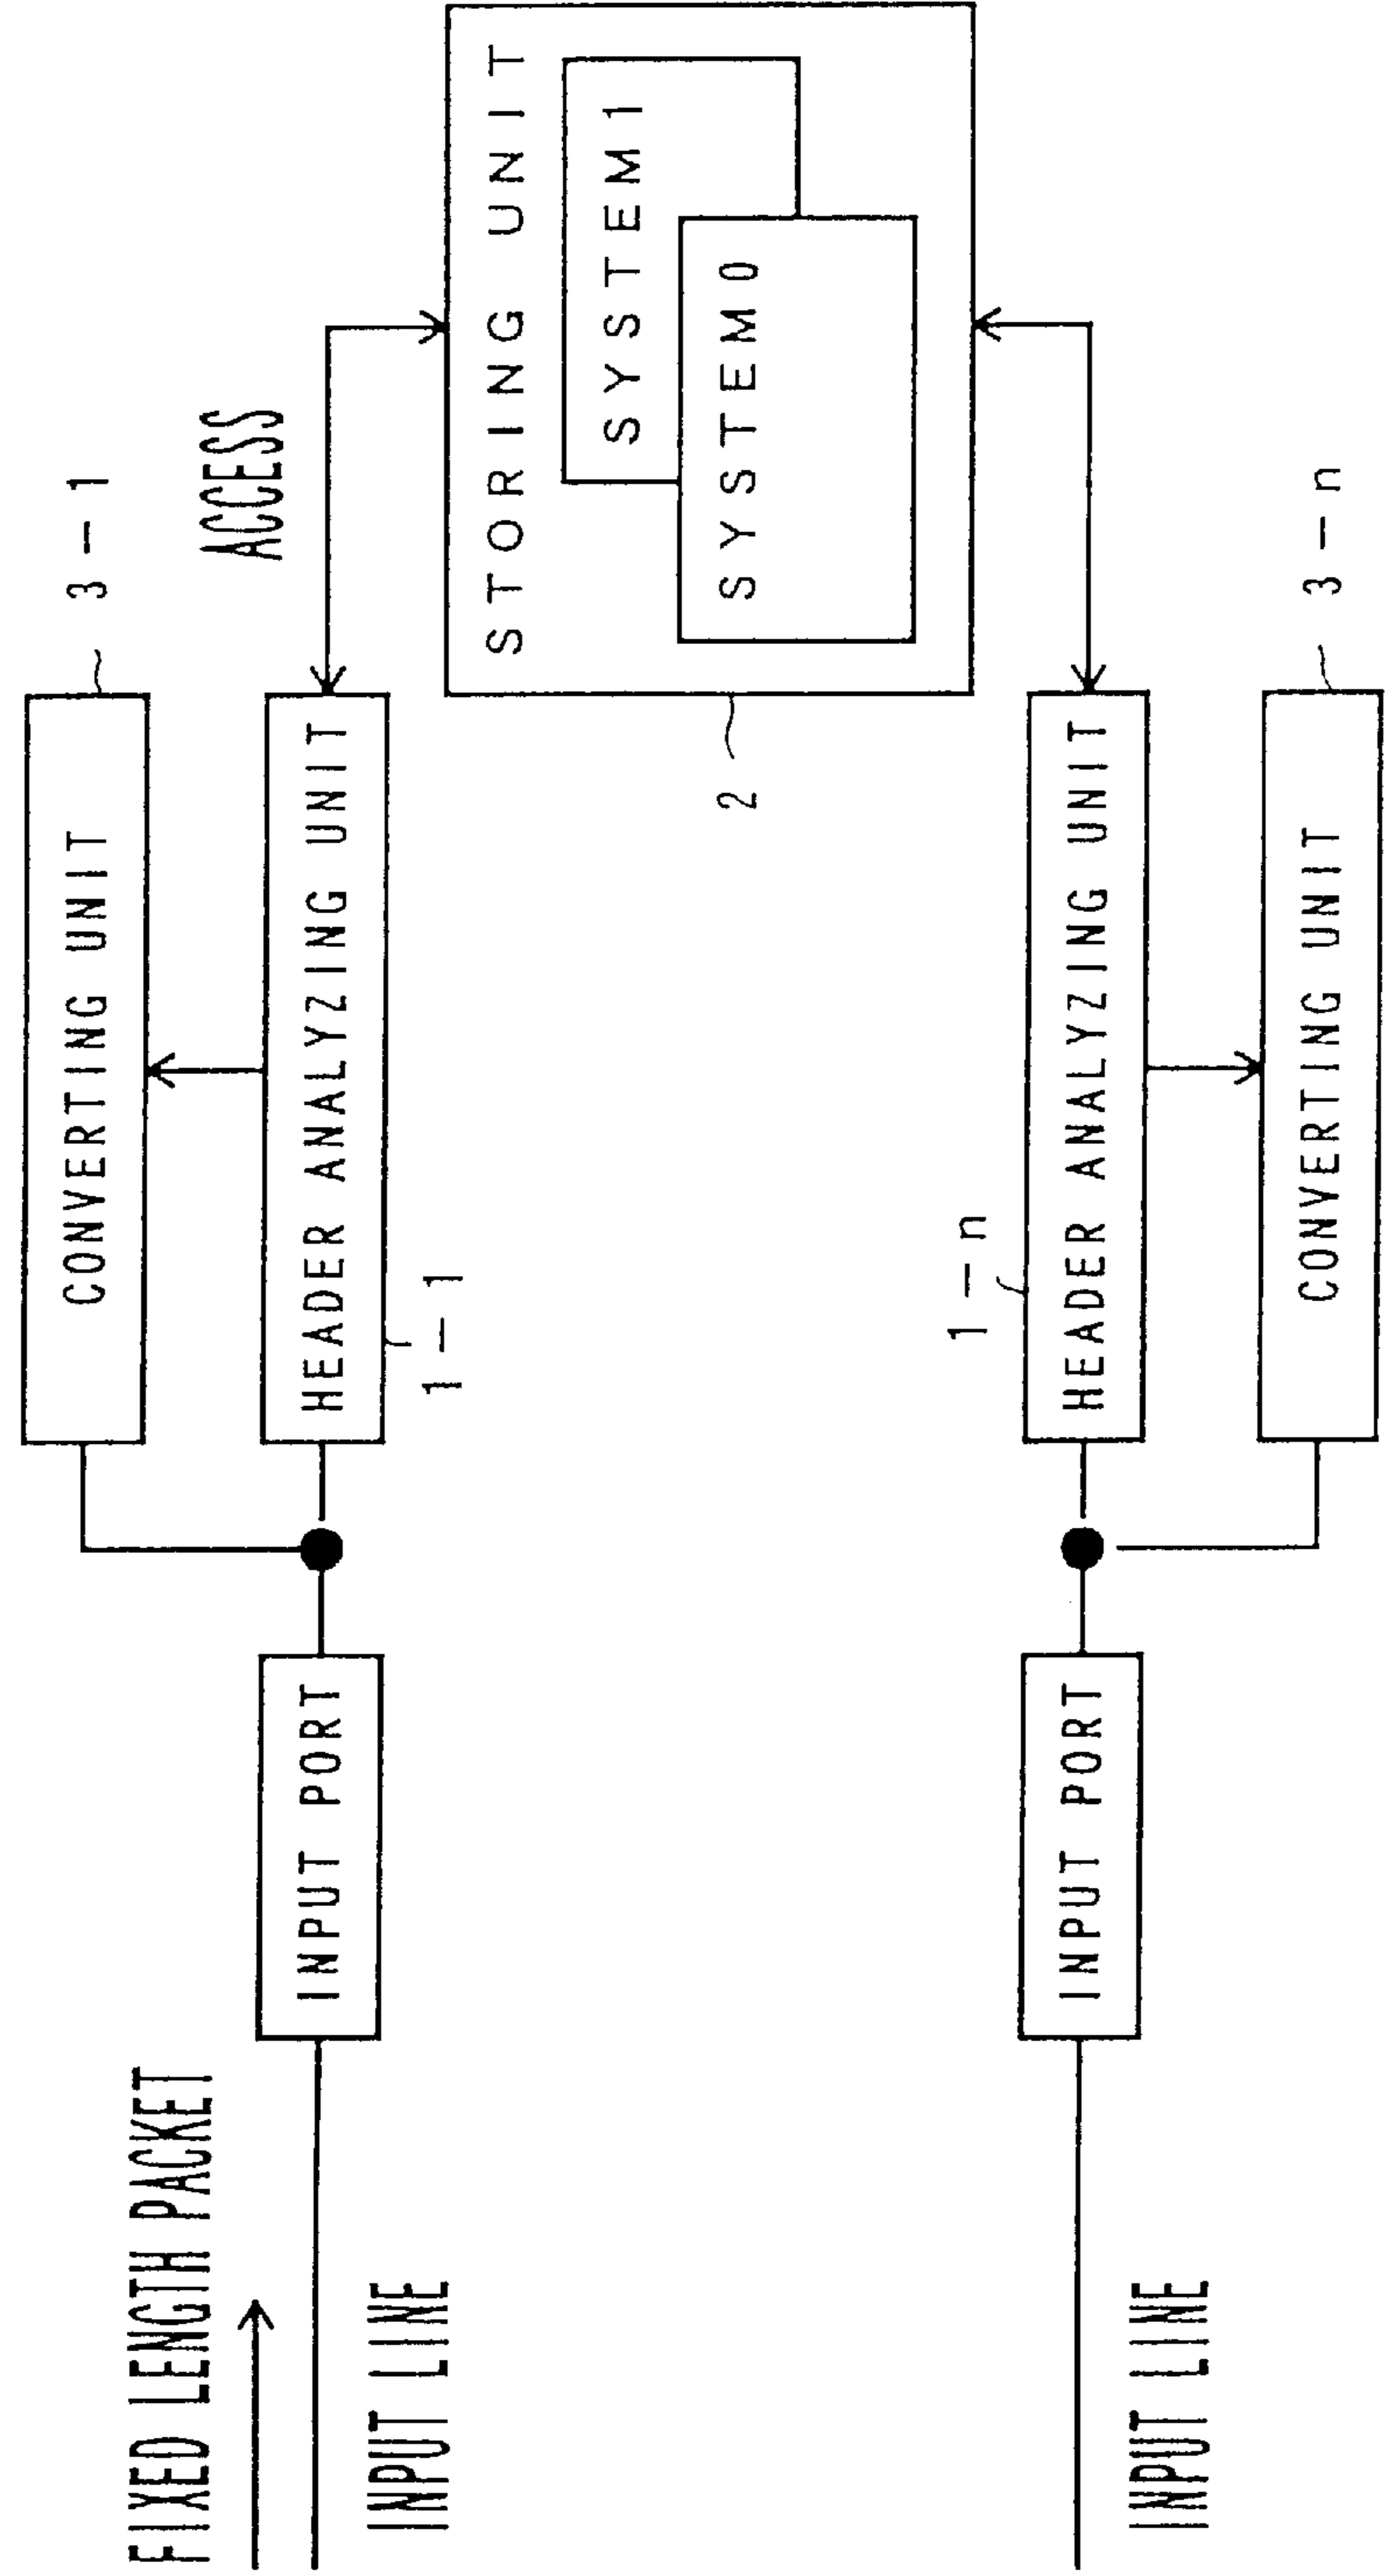 CONVERTING UNIT
3-1
FIXED LENGTH PACKET
ACCESS
INPUT LINE
INPUT PORT
HEADER ANALYZING UNIT
1-1
STORING UNIT
SYSTEM1
SYSTEM0
2
1-n
INPUT LINE
INPUT PORT
HEADER ANALYZING UNIT
CONVERTING UNIT
3-n